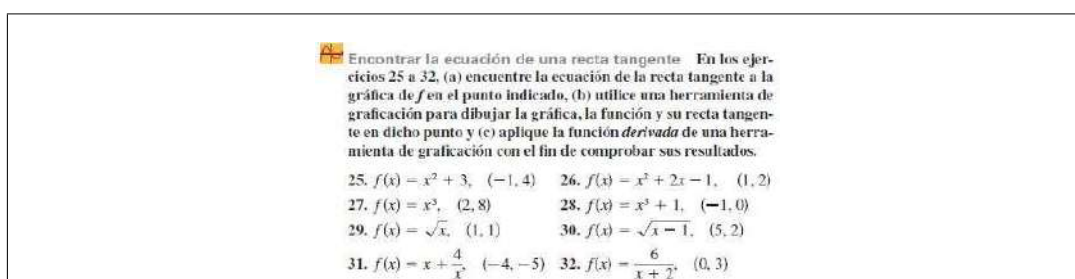 Encontrar la ecuación de una recta tangente En los ejer-
cicios 25 a 32, (a) encuentre la ecuación de la recta tangente a la
gráfica de f en el punto indicado, (b) utilice una herramienta de
graficación para dibujar la gráfica, la función y su recta tangen-
te en dicho punto y (c) aplique la función derivada de una herra-
mienta de graficación con el fin de comprobar sus resultados.
25. f(x) = x² + 3, (−1, 4) 26. f(x) = x² + 2x − 1, (1, 2)
27. f(x) = x³, (2, 8) 28. f(x) = x³ + 1, (−1, 0)
29. f(x) = √x, (1, 1) 30. f(x) = √(x − 1), (5, 2)
31. f(x) = x + 4/x, (−4, −5) 32. f(x) = 6/(x + 2), (0, 3)